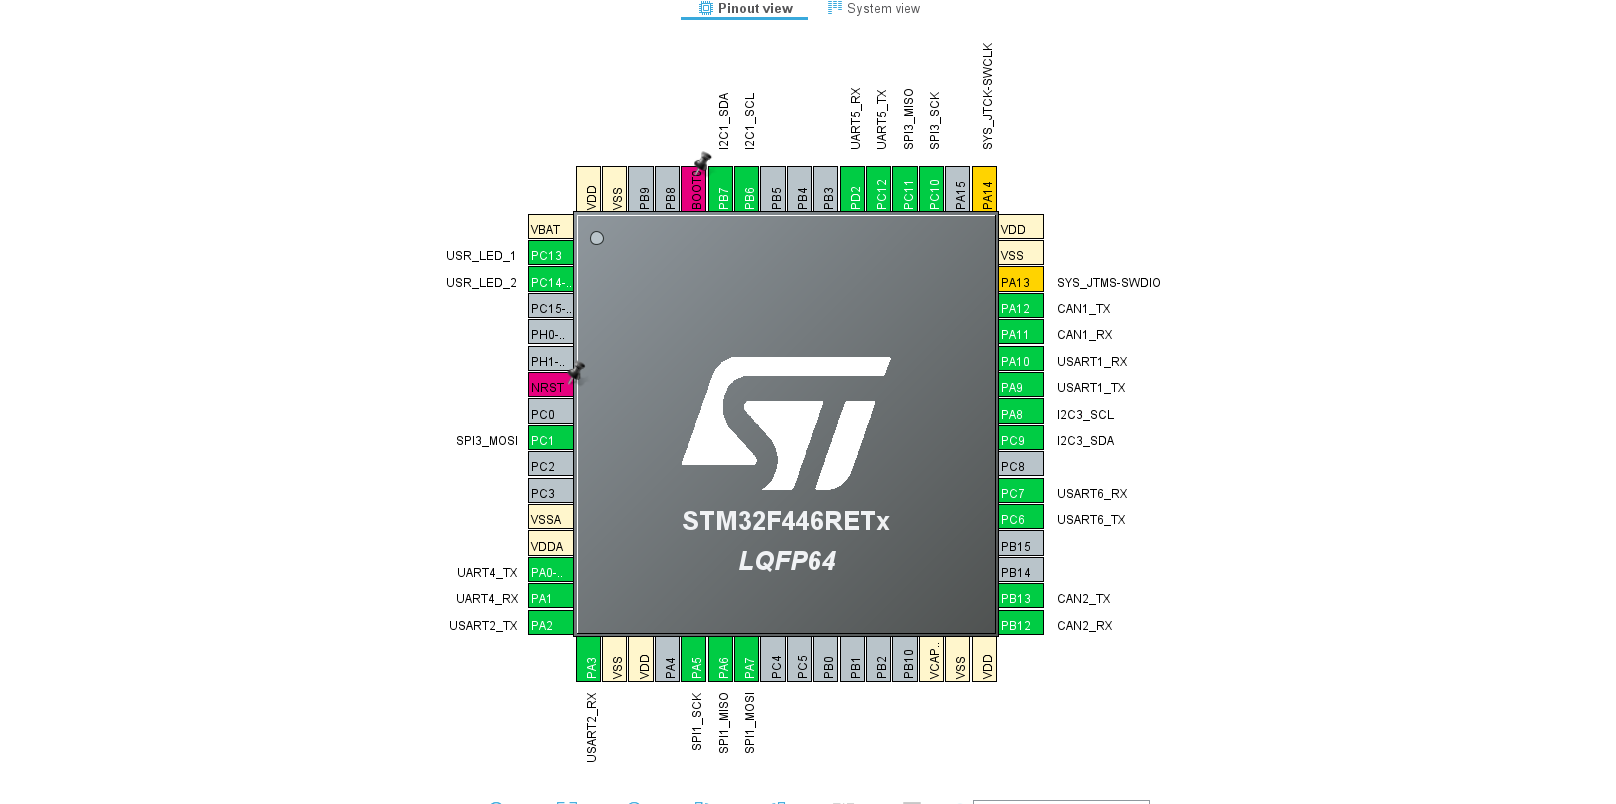 Pinout view
System view
I2C1_SDA
I2C1_SCL
UART5_RX
UART5_TX
SPI3_MISO
SPI3_SCK
SYS_JTCK-SWCLK
VDD
VSS
PB9
PB8
BOOT0
PB7
PB6
PB5
PB4
PB3
PD2
PC12
PC11
PC10
PA15
PA14
VBAT
USR_LED_1 PC13
USR_LED_2 PC14-..
PC15-..
PH0-..
PH1-..
NRST
PC0
SPI3_MOSI PC1
PC2
PC3
VSSA
VDDA
UART4_TX PA0-..
UART4_RX PA1
USART2_TX PA2
ST
STM32F446RETx
LQFP64
VDD
VSS
PA13 SYS_JTMS-SWDIO
PA12 CAN1_TX
PA11 CAN1_RX
PA10 USART1_RX
PA9 USART1_TX
PA8 I2C3_SCL
PC9 I2C3_SDA
PC8
PC7 USART6_RX
PC6 USART6_TX
PB15
PB14
PB13 CAN2_TX
PB12 CAN2_RX
PA3
VSS
VDD
PA4
PA5
PA6
PA7
PC4
PC5
PB0
PB1
PB2
PB10
VCAP..
VSS
VDD
USART2_RX
SPI1_SCK
SPI1_MISO
SPI1_MOSI